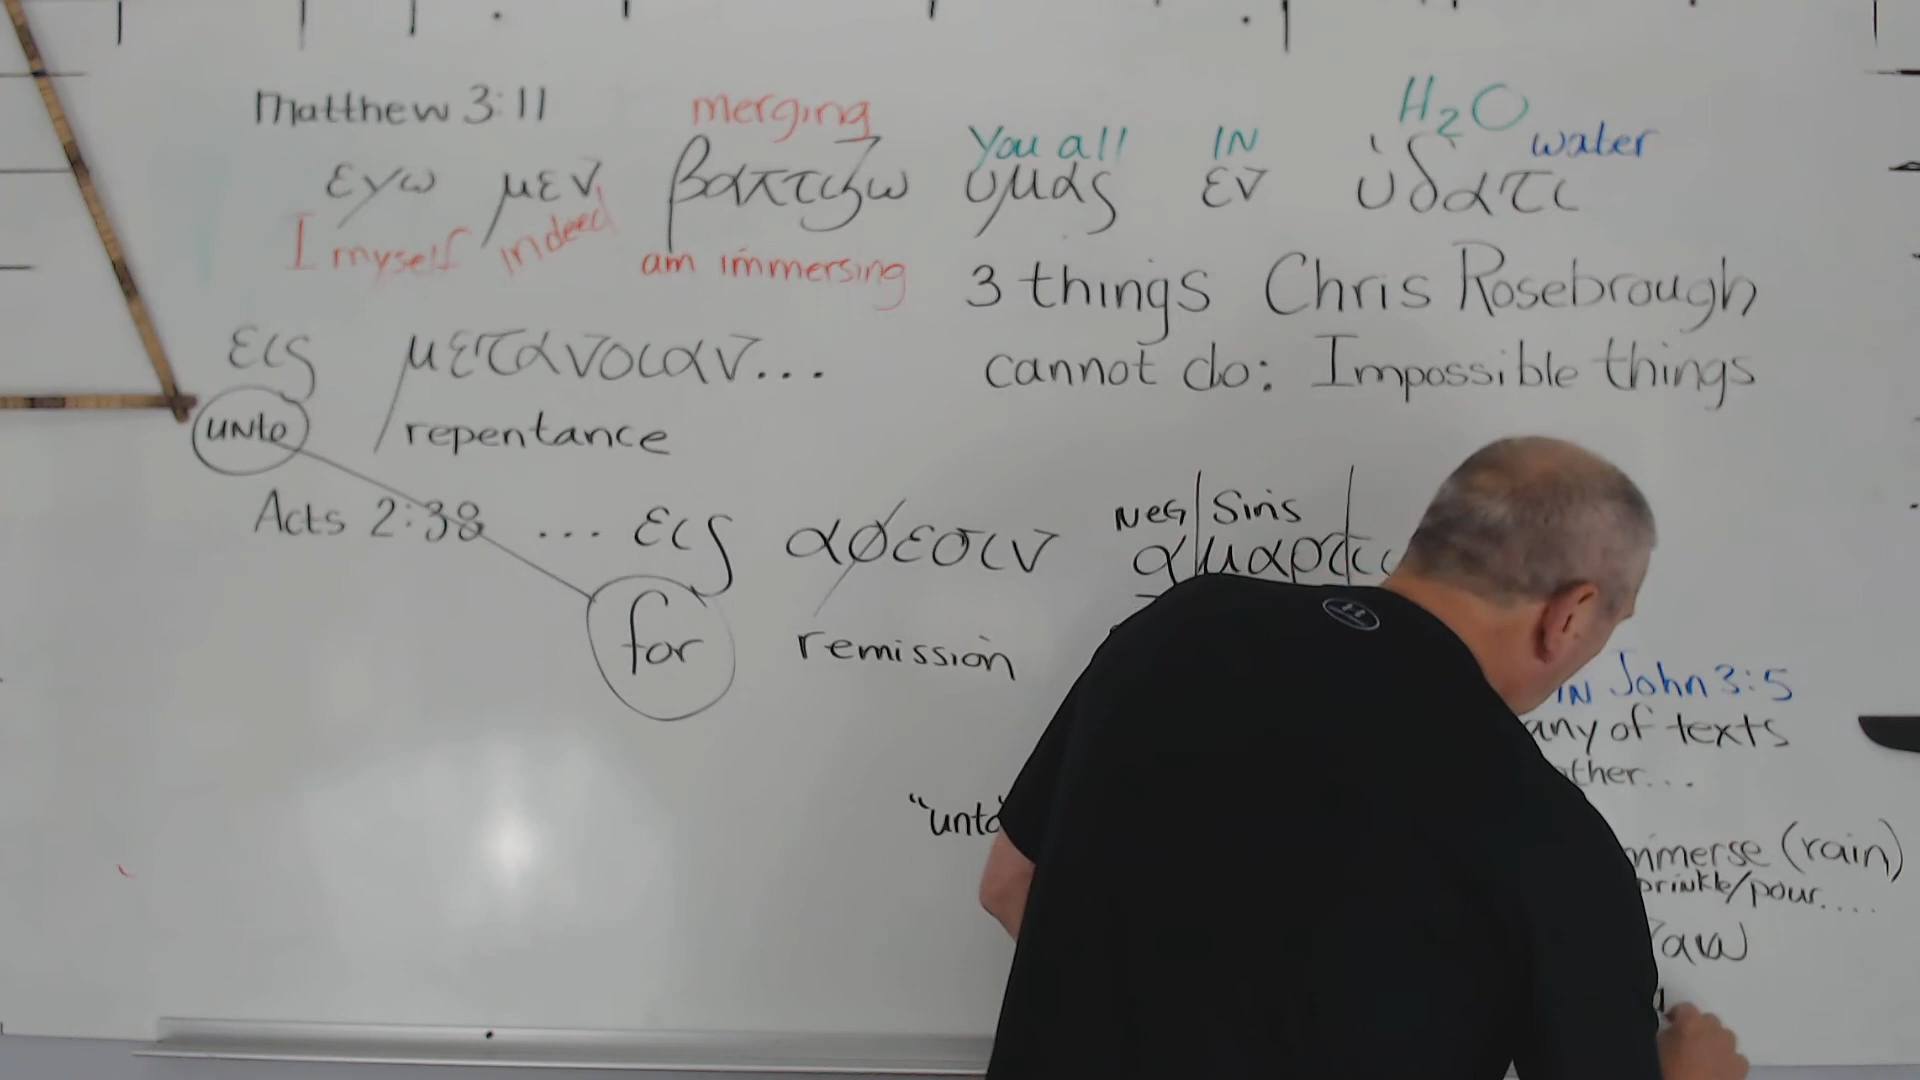 Matthew 3:11
merging
H₂O
You all IN water
εγω μεν βαπτιζω υμας εν ὑδατι
I myself indeed am immersing
3 things Chris Rosebrough
cannot do: Impossible things
εις μετανοιαν...
unto repentance
Neg Sins
Acts 2:38 ... εις αφεσιν αμαρτι
for remission
IN John 3:5
any of texts
ther...
"unto"
mmerse (rain)
prinkle/pour....